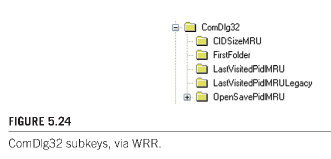 ComDlg32
CIDSizeMRU
FirstFolder
LastVisitedPidlMRU
LastVisitedPidlMRULegacy
OpenSavePidlMRU
FIGURE 5.24
ComDlg32 subkeys, via WRR.